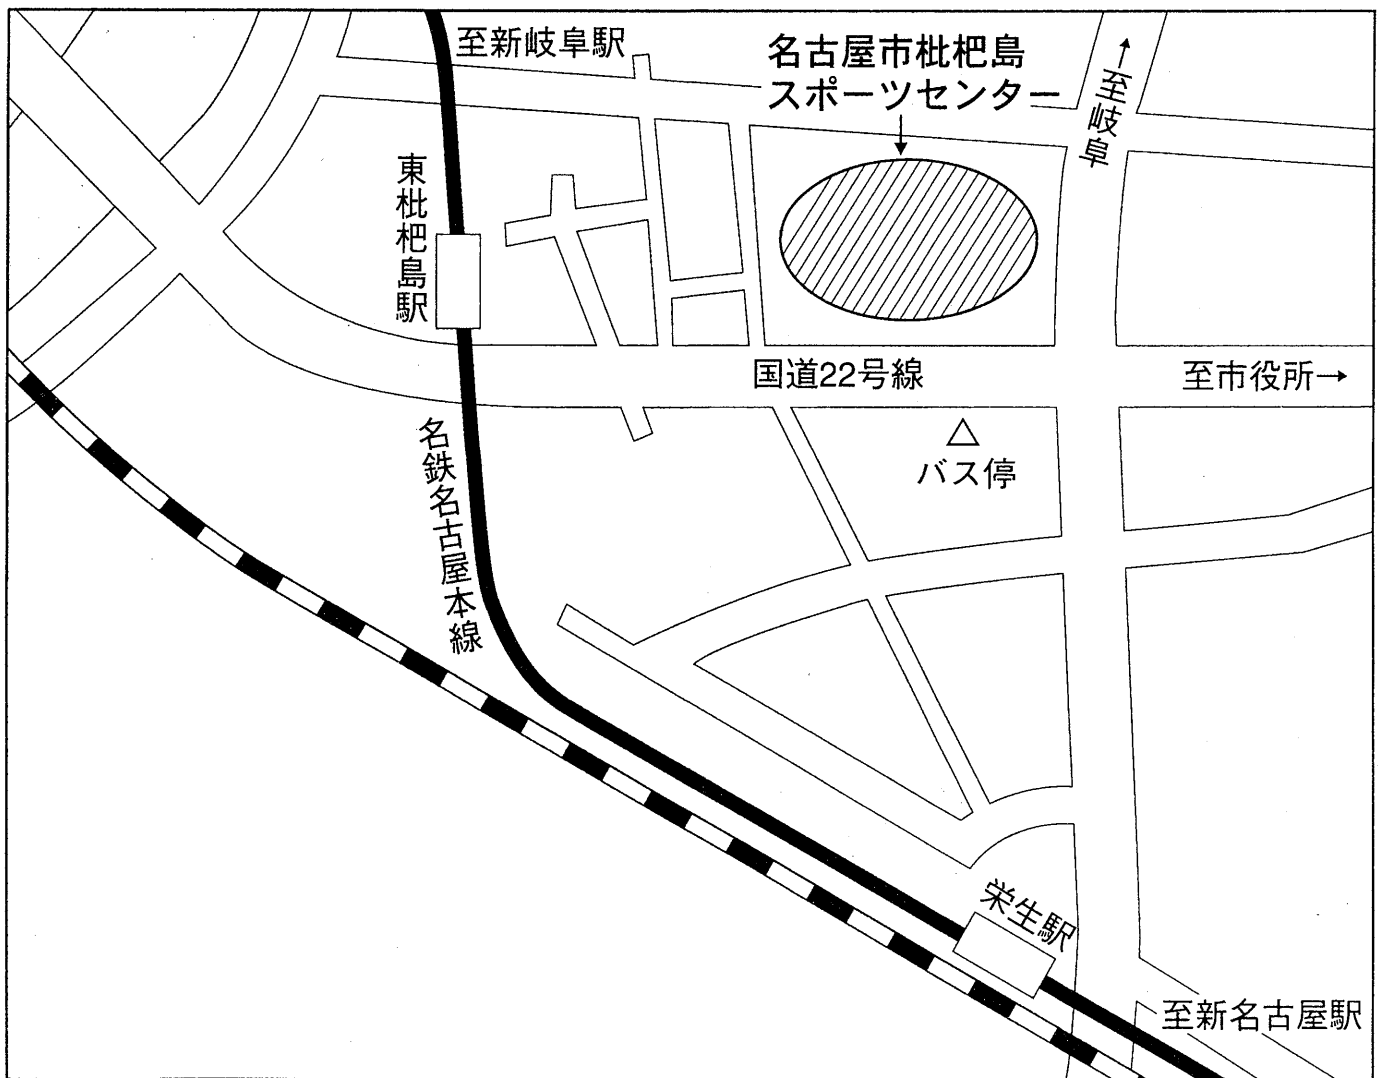 至新岐阜駅
名古屋市枇杷島
スポーツセンター
↑至岐阜
東枇杷島駅
国道22号線
至市役所→
バス停
名鉄名古屋本線
栄生駅
至新名古屋駅